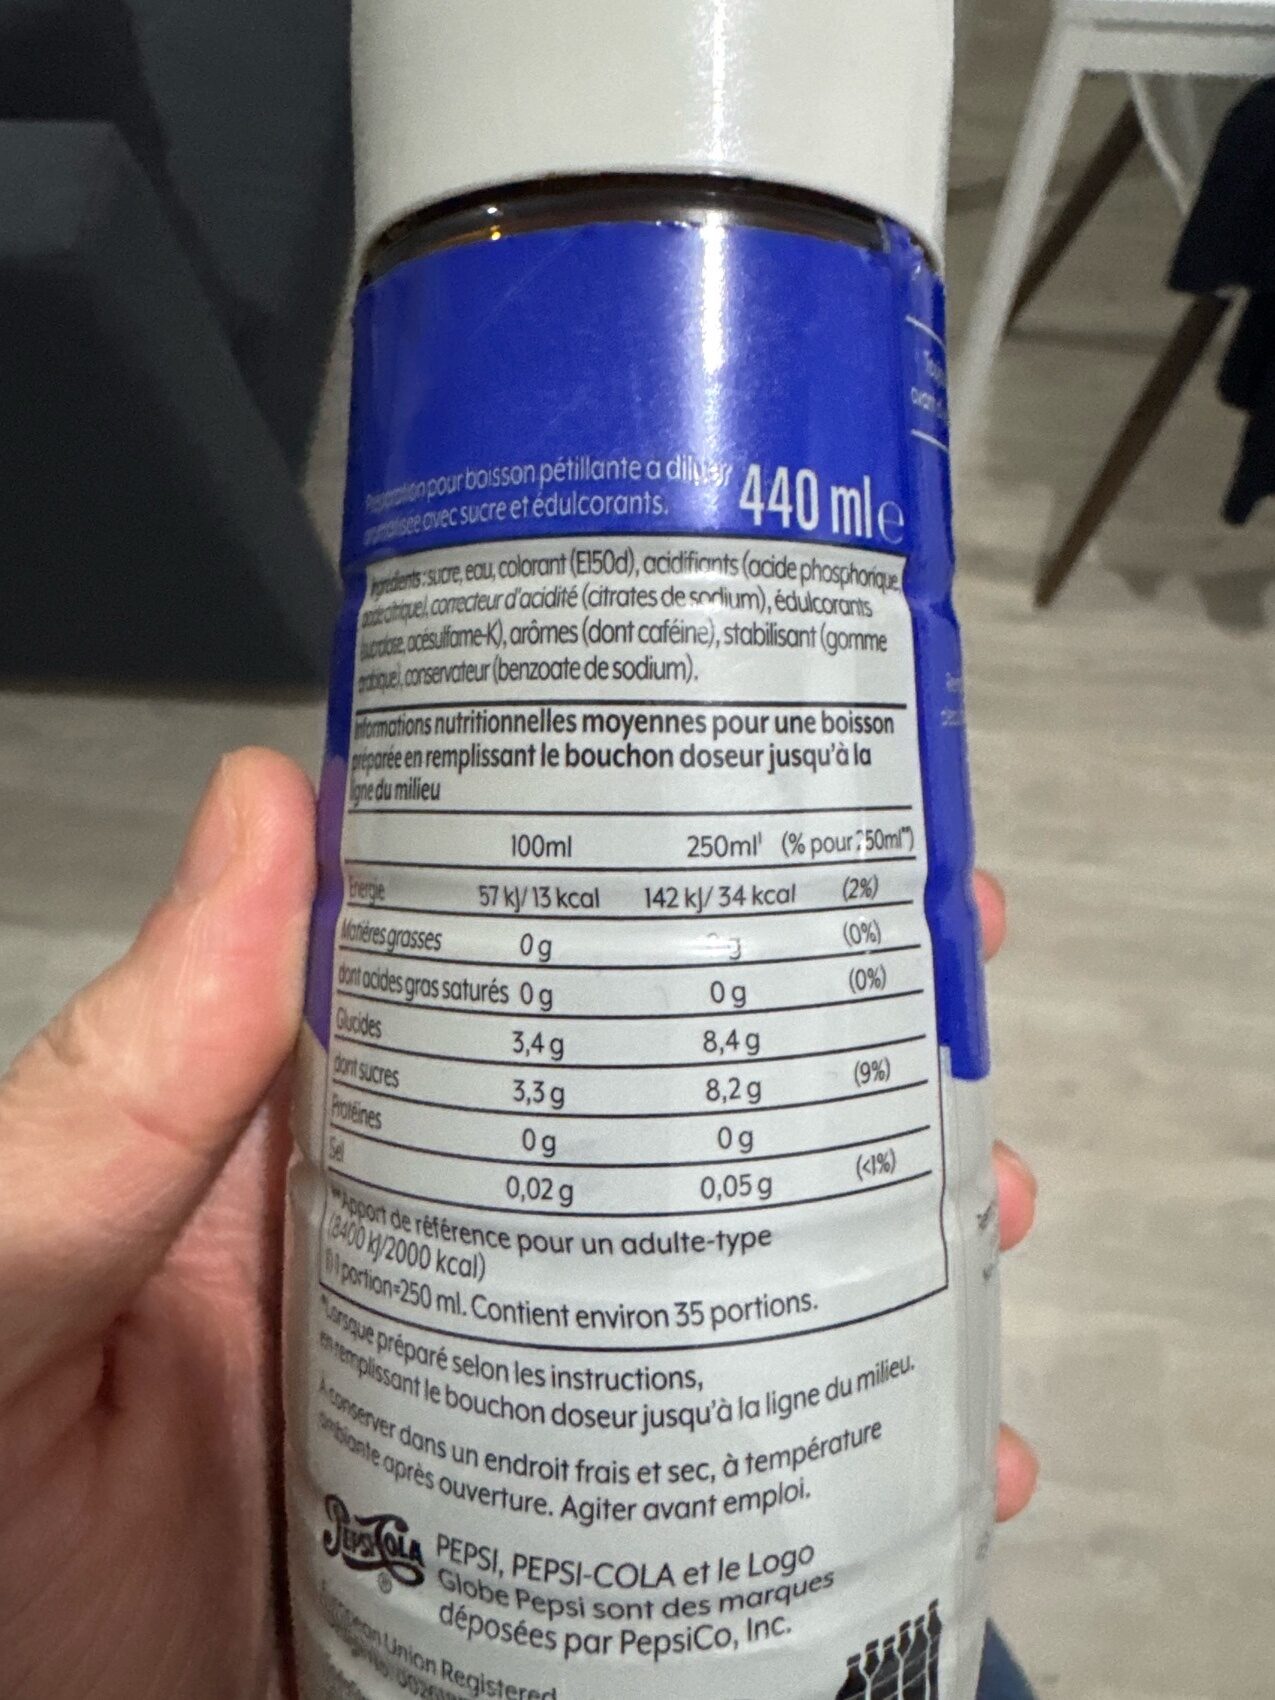 Préparation pour boisson pétillante a diluer
aromatisée avec sucre et édulcorants.
440 ml e
Ingrédients : sucre, eau, colorant (E150d), acidifiants (acide phosphorique,
acide citrique), correcteur d'acidité (citrates de sodium), édulcorants
(sucralose, acésulfame-K), arômes (dont caféine), stabilisant (gomme
arabique), conservateur (benzoate de sodium).
Informations nutritionnelles moyennes pour une boisson
préparée en remplissant le bouchon doseur jusqu'à la
ligne du milieu
100ml 250ml¹ (% pour 250ml**)
Energie 57 kJ/ 13 kcal 142 kJ/ 34 kcal (2%)
Matières grasses 0 g g (0%)
dont acides gras saturés 0 g 0 g (0%)
Glucides 3,4 g 8,4 g
dont sucres 3,3 g 8,2 g (9%)
Protéines 0 g 0 g
Sel 0,02 g 0,05 g (<1%)
**Apport de référence pour un adulte-type
(8400 kJ/2000 kcal)
1) 1 portion=250 ml. Contient environ 35 portions.
*Lorsque préparé selon les instructions,
en remplissant le bouchon doseur jusqu'à la ligne du milieu.
A conserver dans un endroit frais et sec, à température
ambiante après ouverture. Agiter avant emploi.
PEPSI-COLA ®
PEPSI, PEPSI-COLA et le Logo
Globe Pepsi sont des marques
déposées par PepsiCo, Inc.
European Union Registered